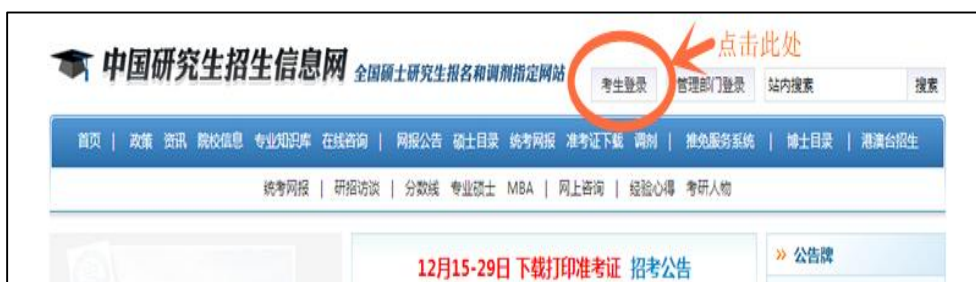 点击此处
中国研究生招生信息网 全国硕士研究生报名和调剂指定网站
考生登录 管理部门登录 站内搜索 搜索
首页 | 政策 资讯 院校信息 专业知识库 在线咨询 | 网报公告 硕士目录 统考网报 准考证下载 调剂 | 推免服务系统 | 博士目录 | 港澳台招生
统考网报 | 研招访谈 | 分数线 专业硕士 MBA | 网上咨询 | 经验心得 考研人物
12月15-29日 下载打印准考证 招考公告
» 公告牌